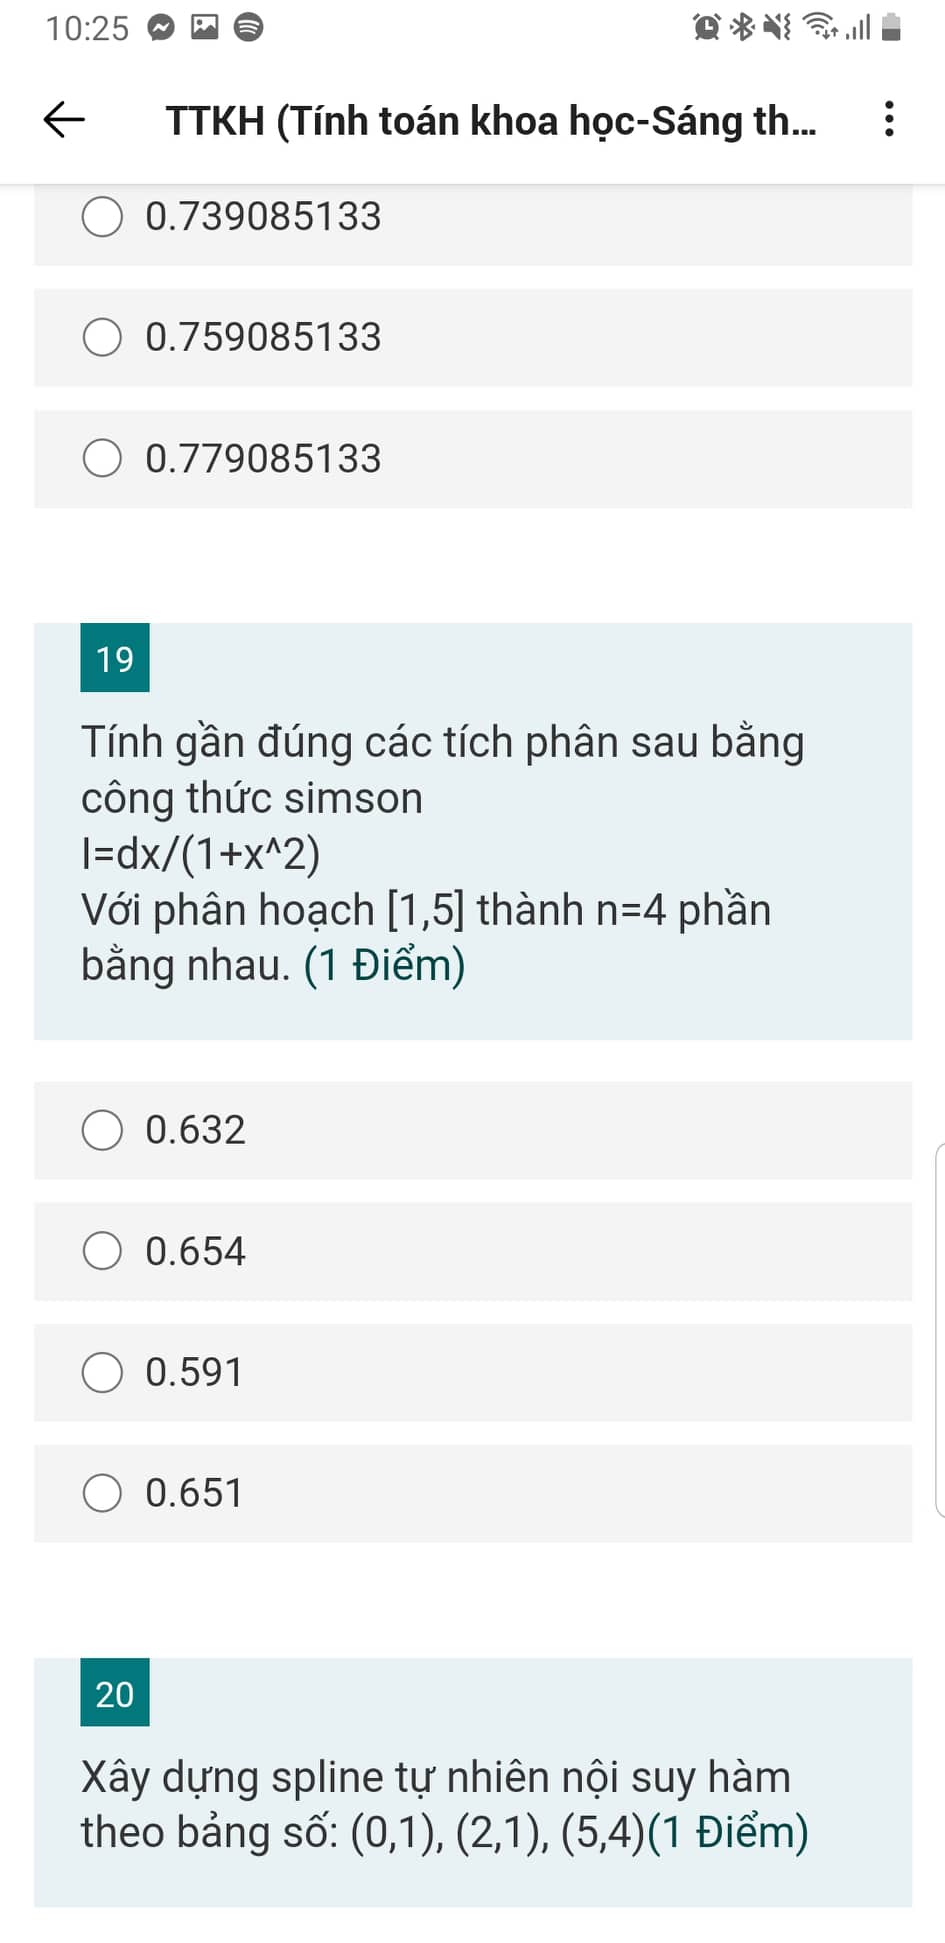 10:25
TTKH (Tính toán khoa học-Sáng th...
0.739085133
0.759085133
0.779085133
19
Tính gần đúng các tích phân sau bằng
công thức simson
I=dx/(1+x^2)
Với phân hoạch [1,5] thành n=4 phần
bằng nhau. (1 Điểm)
0.632
0.654
0.591
0.651
20
Xây dựng spline tự nhiên nội suy hàm
theo bảng số: (0,1), (2,1), (5,4)(1 Điểm)